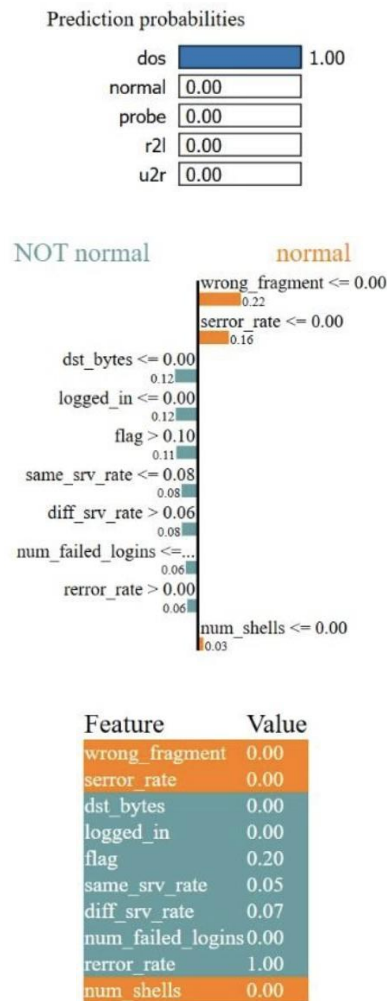 Prediction probabilities
dos 1.00
normal 0.00
probe 0.00
r2l 0.00
u2r 0.00
NOT normal normal
wrong_fragment <= 0.00
0.22
serror_rate <= 0.00
0.16
dst_bytes <= 0.00
0.12
logged_in <= 0.00
0.12
flag > 0.10
0.11
same_srv_rate <= 0.08
0.08
diff_srv_rate > 0.06
0.08
num_failed_logins <=...
0.06
rerror_rate > 0.00
0.06
num_shells <= 0.00
0.03
Feature Value
wrong_fragment 0.00
serror_rate 0.00
dst_bytes 0.00
logged_in 0.00
flag 0.20
same_srv_rate 0.05
diff_srv_rate 0.07
num_failed_logins 0.00
rerror_rate 1.00
num_shells 0.00